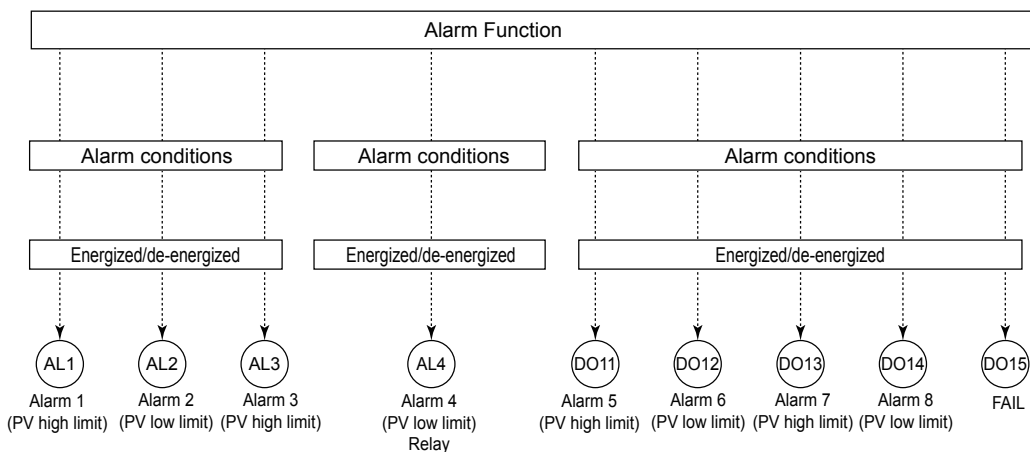 Alarm Function
Alarm conditions
Alarm conditions
Alarm conditions
Energized/de-energized
Energized/de-energized
Energized/de-energized
AL1
AL2
AL3
AL4
DO11
DO12
DO13
DO14
DO15
Alarm 1
(PV high limit)
Alarm 2
(PV low limit)
Alarm 3
(PV high limit)
Alarm 4
(PV low limit)
Relay
Alarm 5
(PV high limit)
Alarm 6
(PV low limit)
Alarm 7
(PV high limit)
Alarm 8
(PV low limit)
FAIL